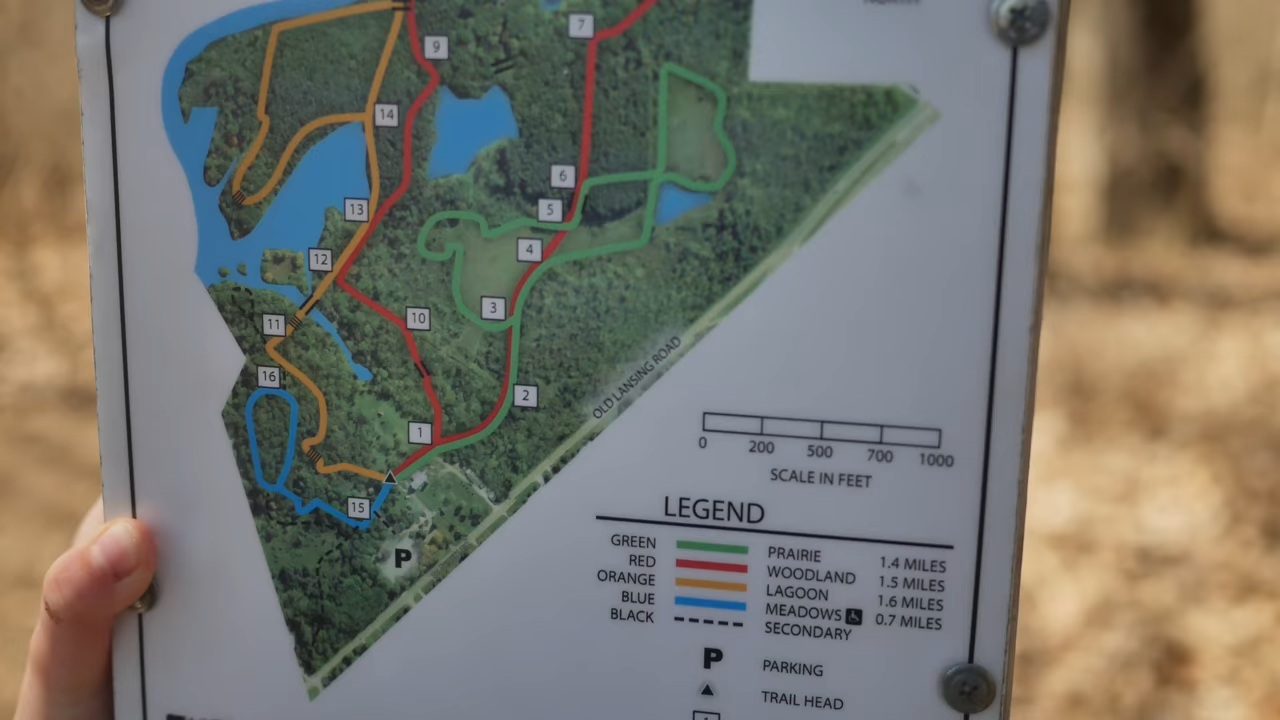 7
9
14
6
13
5
4
12
3
10
11
16
2
1
15
P
OLD LANSING ROAD
0 200 500 700 1000
SCALE IN FEET
LEGEND
GREEN PRAIRIE 1.4 MILES
RED WOODLAND 1.5 MILES
ORANGE LAGOON 1.6 MILES
BLUE MEADOWS 0.7 MILES
BLACK SECONDARY
P PARKING
TRAIL HEAD